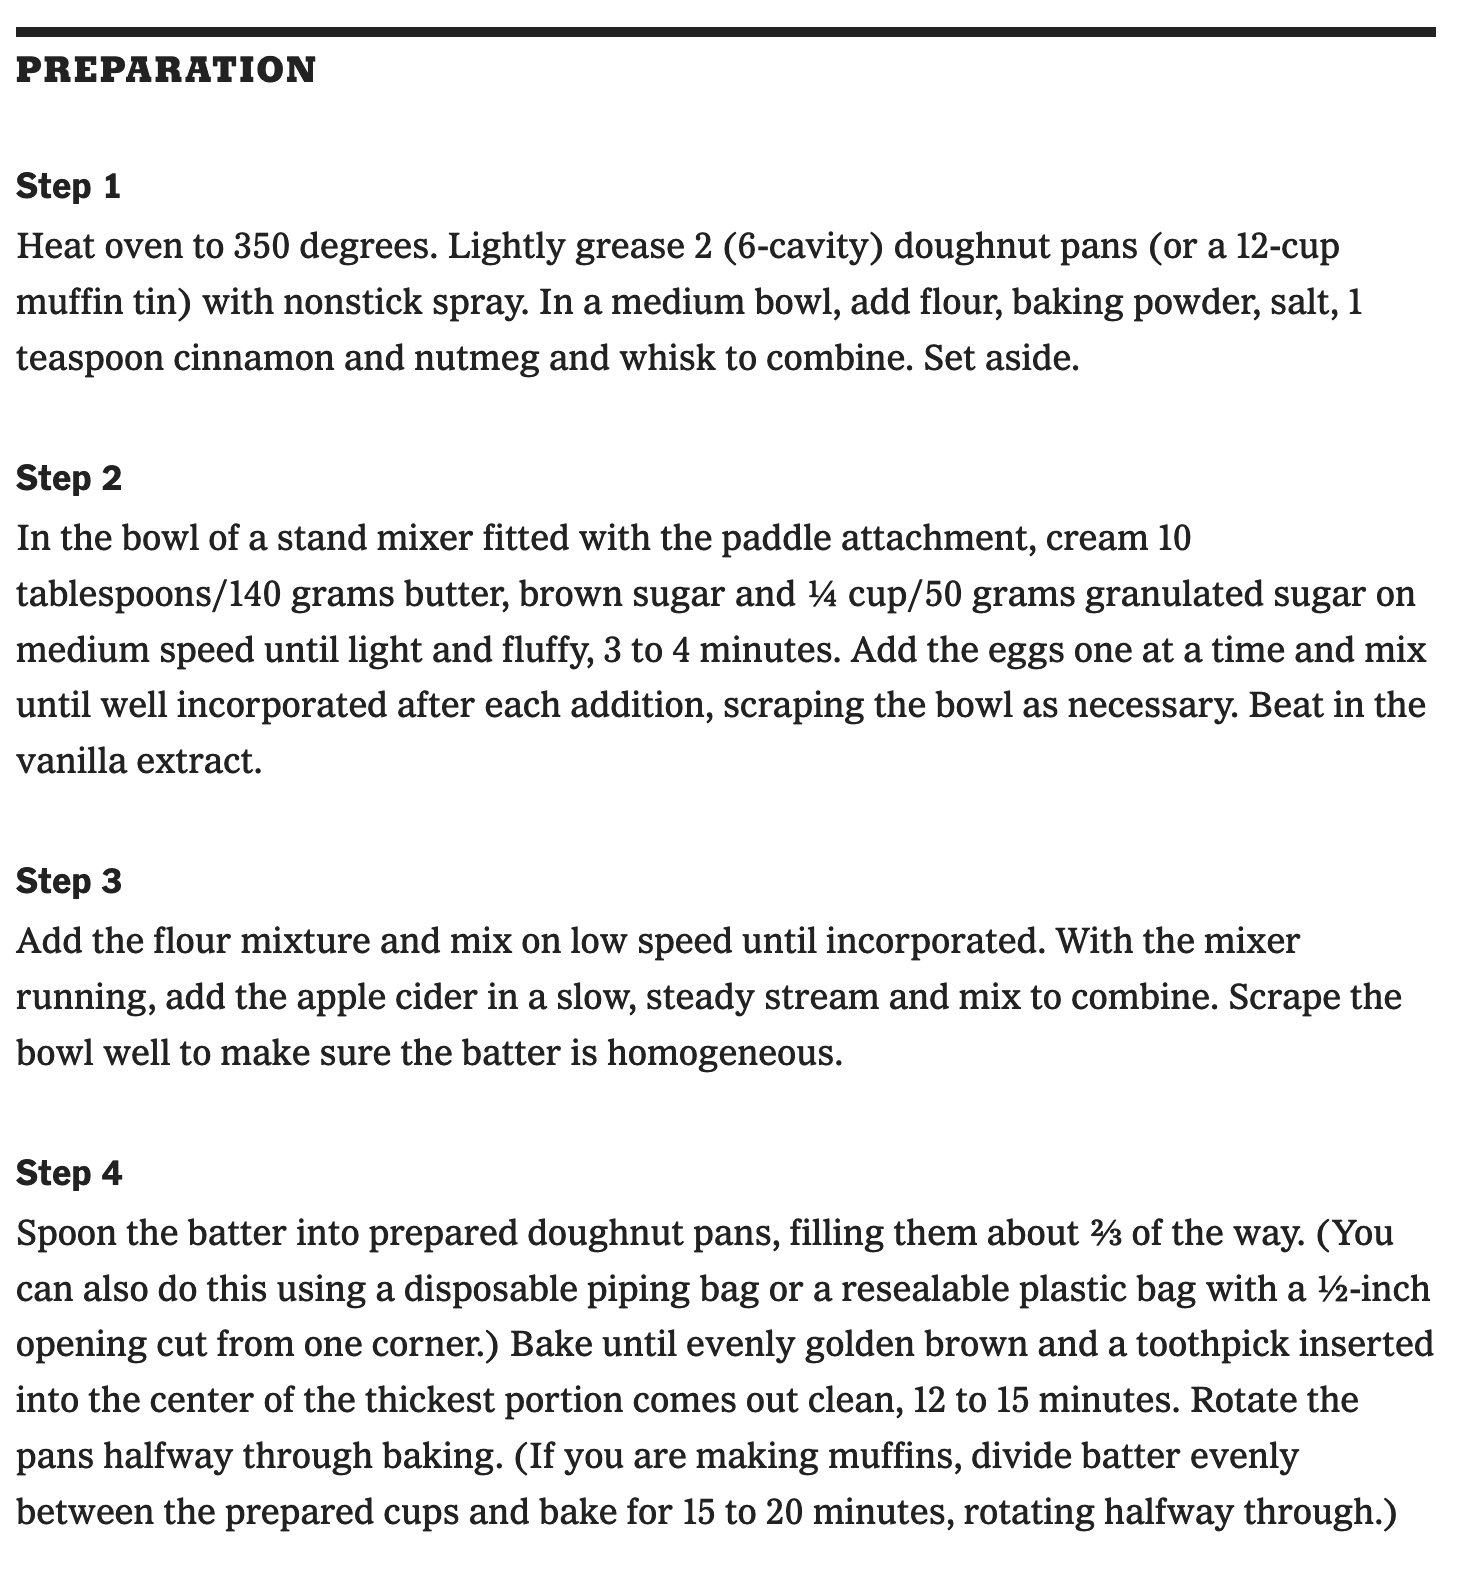 PREPARATION
Step 1
Heat oven to 350 degrees. Lightly grease 2 (6-cavity) doughnut pans (or a 12-cup
muffin tin) with nonstick spray. In a medium bowl, add flour, baking powder, salt, 1
teaspoon cinnamon and nutmeg and whisk to combine. Set aside.
Step 2
In the bowl of a stand mixer fitted with the paddle attachment, cream 10
tablespoons/140 grams butter, brown sugar and ¼ cup/50 grams granulated sugar on
medium speed until light and fluffy, 3 to 4 minutes. Add the eggs one at a time and mix
until well incorporated after each addition, scraping the bowl as necessary. Beat in the
vanilla extract.
Step 3
Add the flour mixture and mix on low speed until incorporated. With the mixer
running, add the apple cider in a slow, steady stream and mix to combine. Scrape the
bowl well to make sure the batter is homogeneous.
Step 4
Spoon the batter into prepared doughnut pans, filling them about ⅔ of the way. (You
can also do this using a disposable piping bag or a resealable plastic bag with a ½-inch
opening cut from one corner.) Bake until evenly golden brown and a toothpick inserted
into the center of the thickest portion comes out clean, 12 to 15 minutes. Rotate the
pans halfway through baking. (If you are making muffins, divide batter evenly
between the prepared cups and bake for 15 to 20 minutes, rotating halfway through.)